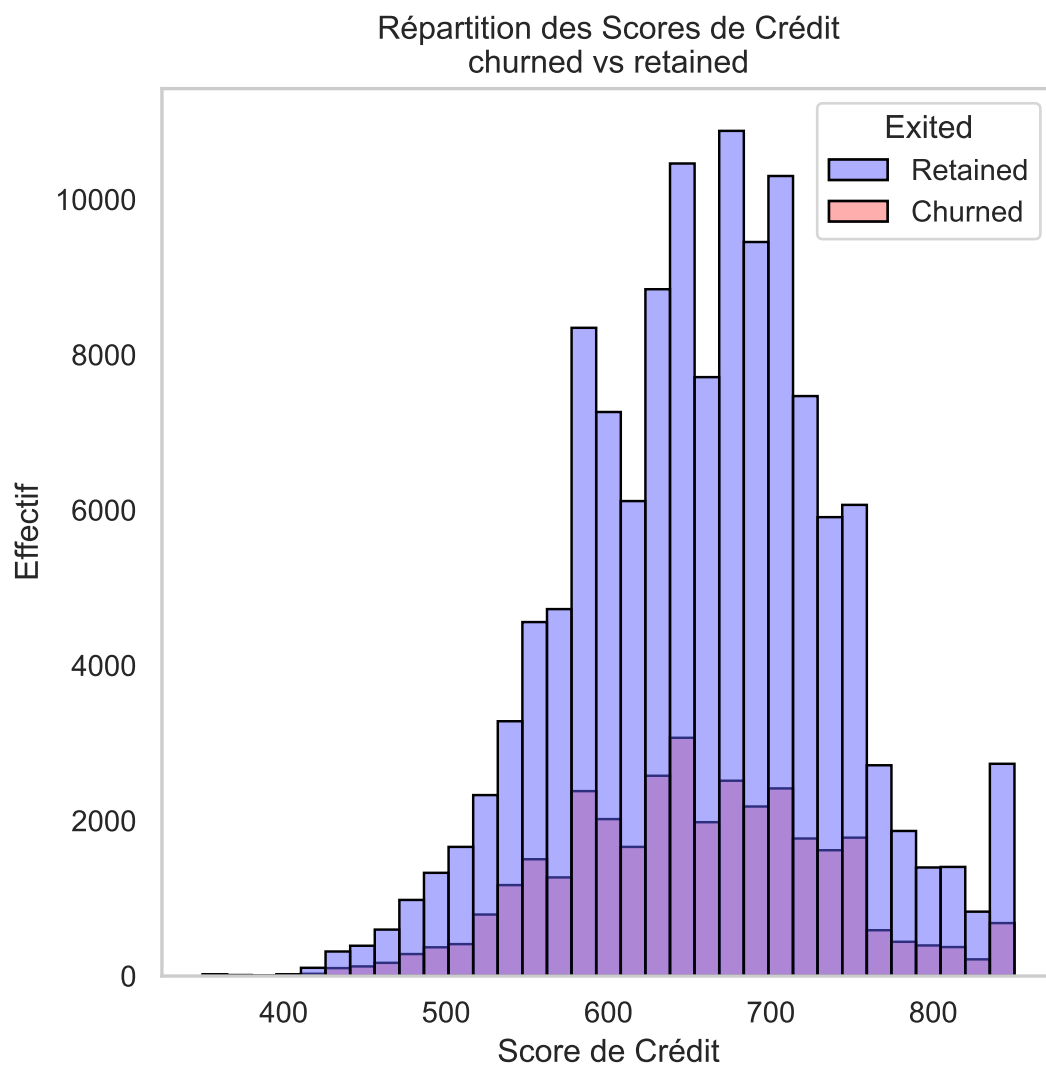 Répartition des Scores de Crédit
churned vs retained
Exited
Retained
Churned
10000
8000
6000
4000
2000
0
Effectif
400 500 600 700 800
Score de Crédit